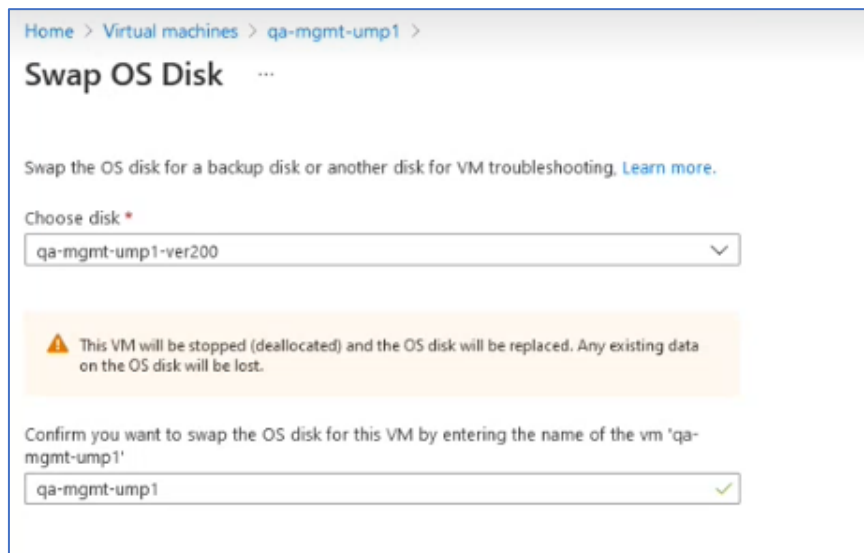 Home > Virtual machines > qa-mgmt-ump1 >
Swap OS Disk ...
Swap the OS disk for a backup disk or another disk for VM troubleshooting. Learn more.
Choose disk *
qa-mgmt-ump1-ver200
This VM will be stopped (deallocated) and the OS disk will be replaced. Any existing data
on the OS disk will be lost.
Confirm you want to swap the OS disk for this VM by entering the name of the vm 'qa-
mgmt-ump1'
qa-mgmt-ump1